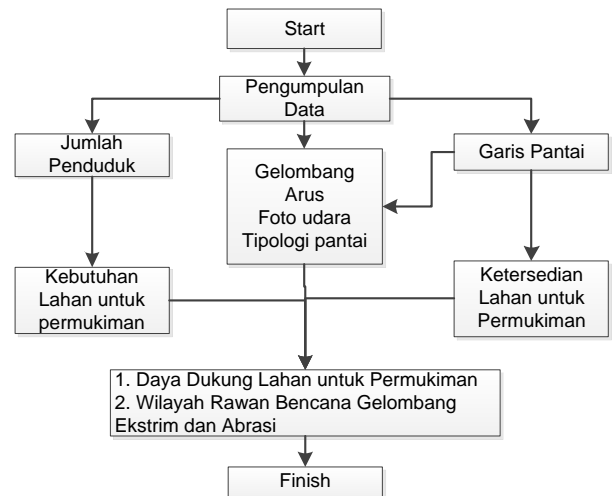 Start
Pengumpulan
Data
Jumlah
Penduduk
Gelombang
Arus
Foto udara
Tipologi pantai
Garis Pantai
Kebutuhan
Lahan untuk
permukiman
Ketersedian
Lahan untuk
Permukiman
1. Daya Dukung Lahan untuk Permukiman
2. Wilayah Rawan Bencana Gelombang
Ekstrim dan Abrasi
Finish